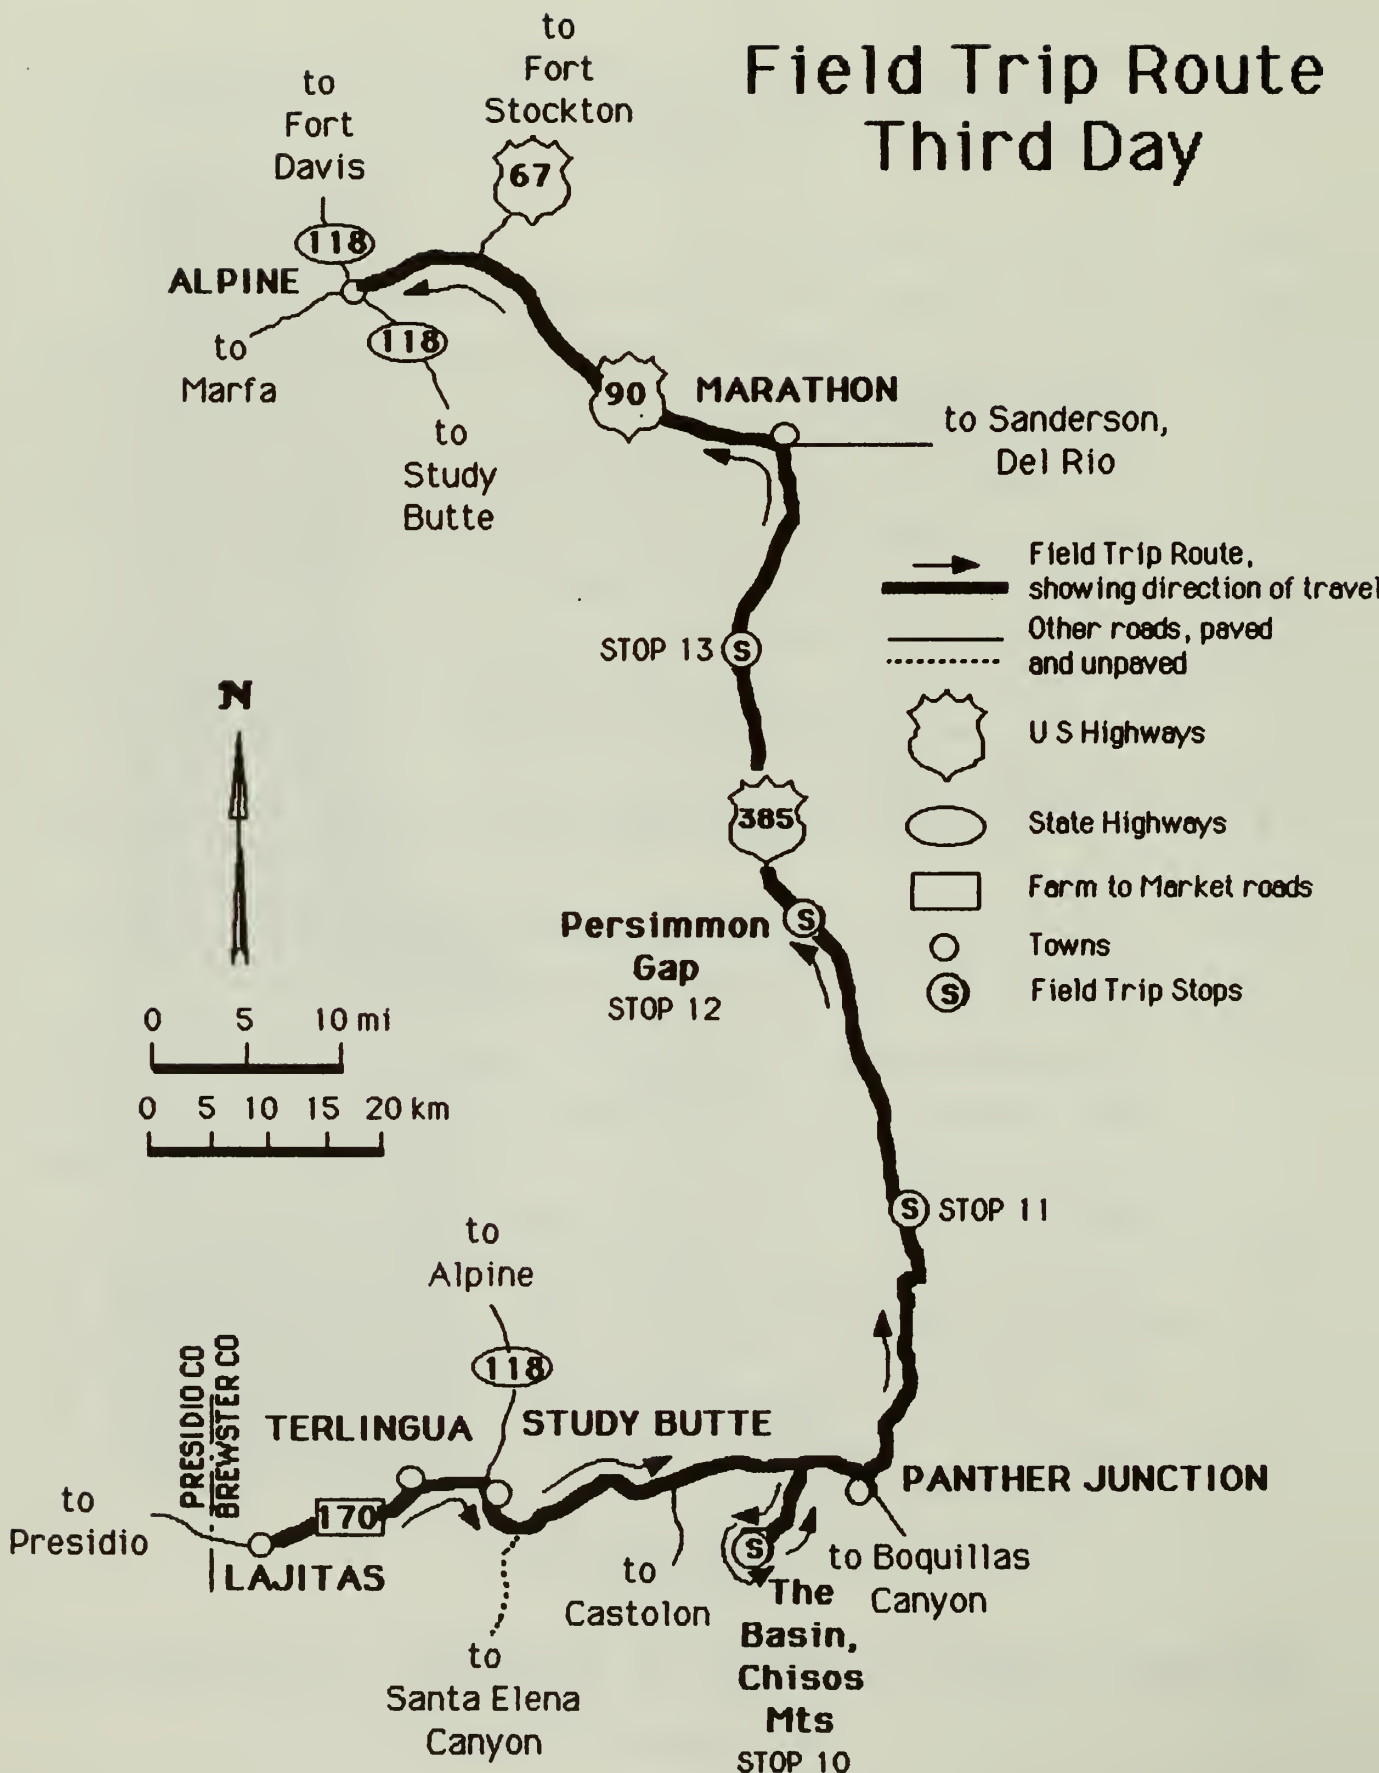 Field Trip Route
Third Day
to
Fort
Stockton
67
to
Fort
Davis
118
ALPINE
to
Marfa
118
to
Study
Butte
90
MARATHON
to Sanderson,
Del Rio
Field Trip Route,
showing direction of travel
Other roads, paved
and unpaved
U S Highways
State Highways
Farm to Market roads
Towns
S
Field Trip Stops
STOP 13
S
N
385
Persimmon
Gap
STOP 12
S
0 5 10 mi
0 5 10 15 20 km
S
STOP 11
to
Alpine
118
PRESIDIO CO
BREWSTER CO
TERLINGUA
STUDY BUTTE
PANTHER JUNCTION
to
Presidio
170
LAJITAS
S
to Boquillas
Canyon
to
Castolon
to
Santa Elena
Canyon
The
Basin,
Chisos
Mts
STOP 10